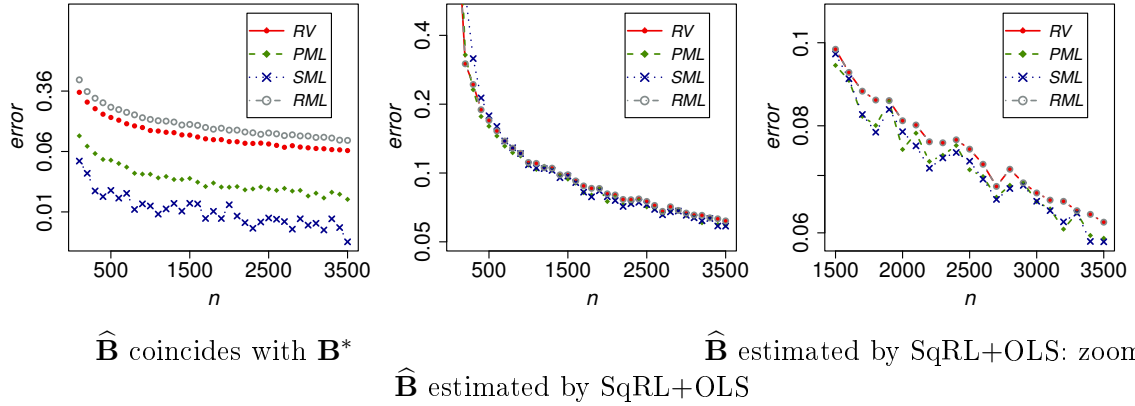 error
0.36
0.06
0.01
500
1500
2500
3500
n
RV
PML
SML
RML
error
0.4
0.2
0.1
0.05
500
1500
2500
3500
n
RV
PML
SML
RML
error
0.1
0.08
0.06
1500
2000
2500
3000
3500
n
RV
PML
SML
RML
B̂ coincides with B*
B̂ estimated by SqRL+OLS
B̂ estimated by SqRL+OLS: zoom